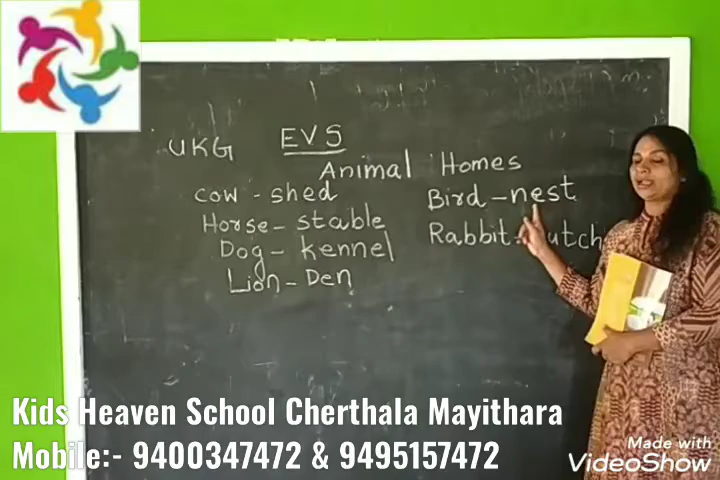 UKG EVS
Animal Homes
cow - shed
Horse - stable
Dog - kennel
Lion - Den
Bird - nest
Rabbit -
Kids Heaven School Cherthala Mayithara
Mobile:- 9400347472 & 9495157472
Made with
VideoShow